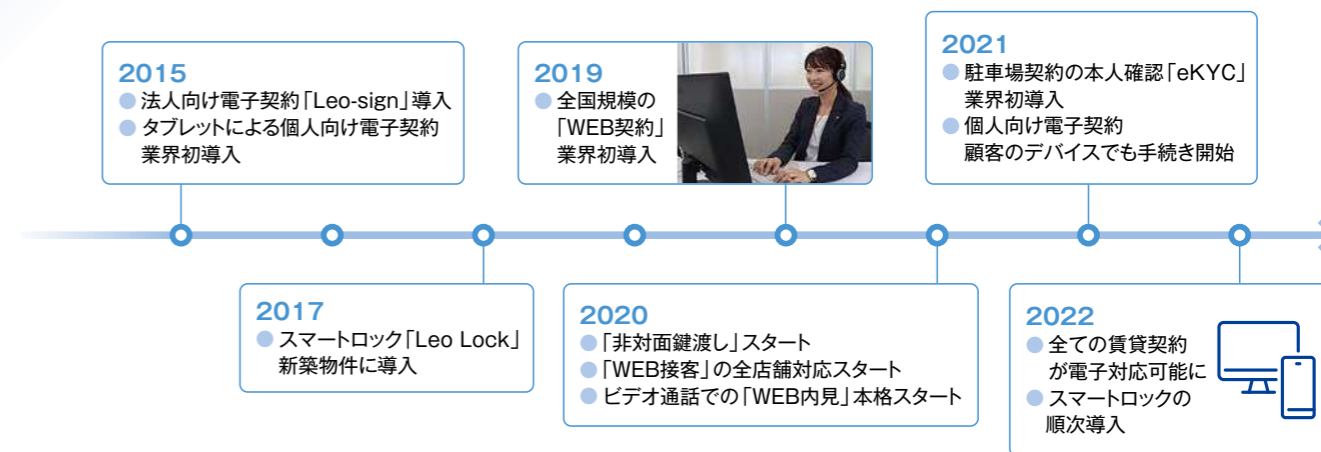 2015
● 法人向け電子契約「Leo-sign」導入
● タブレットによる個人向け電子契約
業界初導入
2017
● スマートロック「Leo Lock」
新築物件に導入
2019
● 全国規模の
「WEB契約」
業界初導入
2020
● 「非対面鍵渡し」スタート
● 「WEB接客」の全店舗対応スタート
● ビデオ通話での「WEB内見」本格スタート
2021
● 駐車場契約の本人確認「eKYC」
業界初導入
● 個人向け電子契約
顧客のデバイスでも手続き開始
2022
● 全ての賃貸契約
が電子対応可能に
● スマートロックの
順次導入